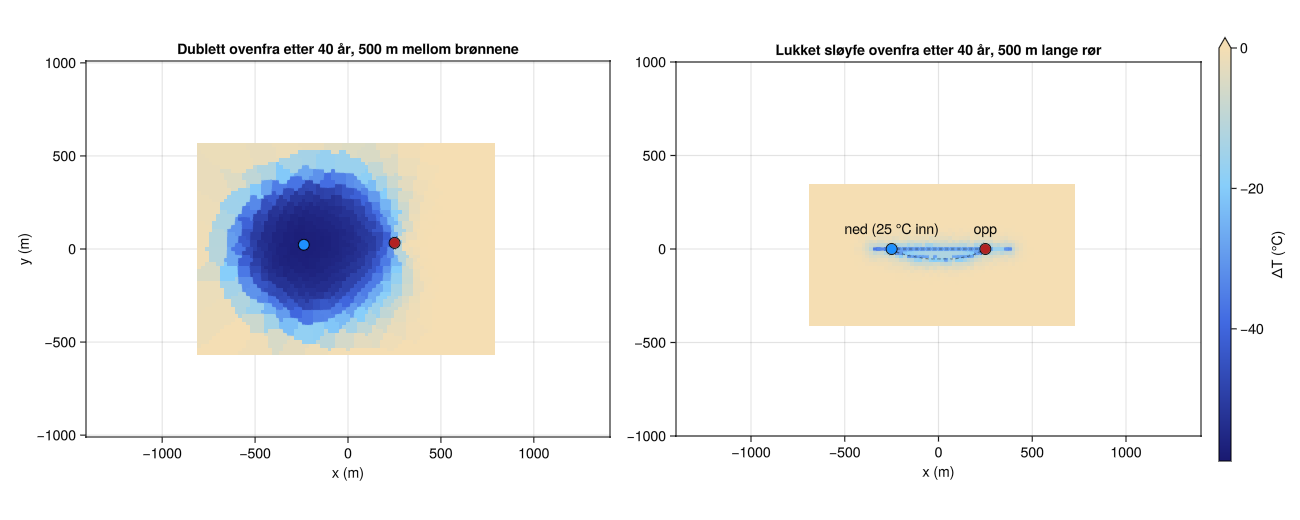 Dublett ovenfra etter 40 år, 500 m mellom brønnene
1000
500
0
−500
−1000
−1000
−500
0
500
1000
y (m)
x (m)
Lukket sløyfe ovenfra etter 40 år, 500 m lange rør
1000
500
0
−500
−1000
ned (25 °C inn)
opp
−1000
−500
0
500
1000
x (m)
0
−20
−40
ΔT (°C)